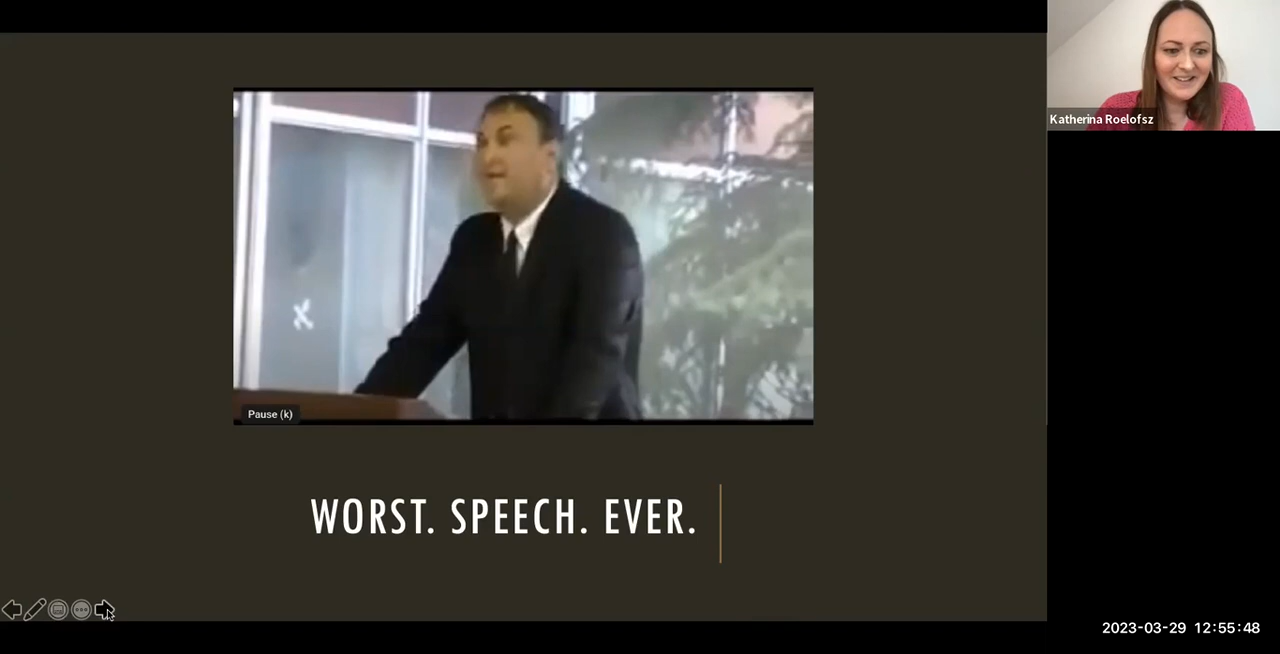 Katherina Roelofsz
Pause (k)
WORST. SPEECH. EVER.
2023-03-29 12:55:48